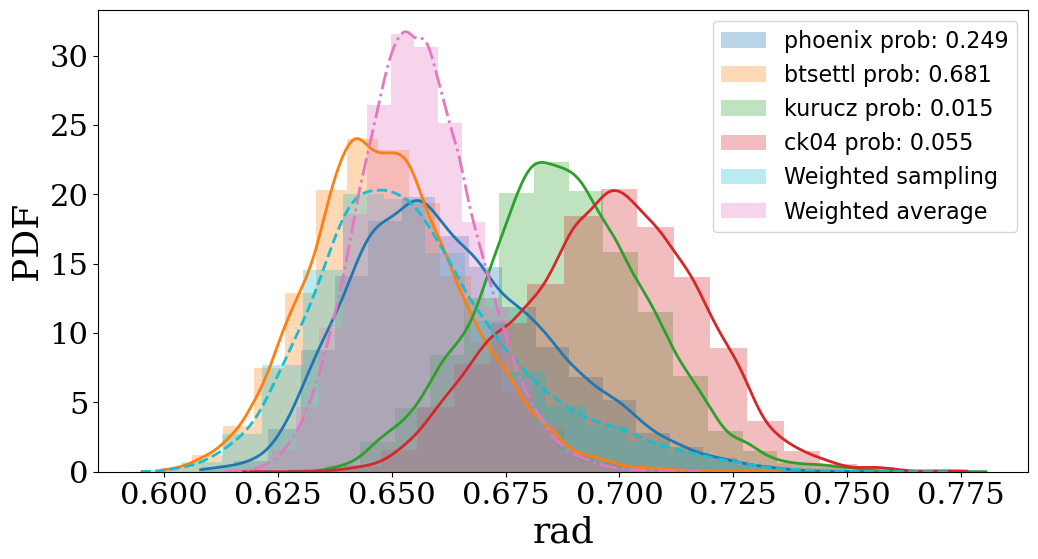 PDF
30
25
20
15
10
5
0
phoenix prob: 0.249
btsettl prob: 0.681
kurucz prob: 0.015
ck04 prob: 0.055
Weighted sampling
Weighted average
0.600 0.625 0.650 0.675 0.700 0.725 0.750 0.775
rad